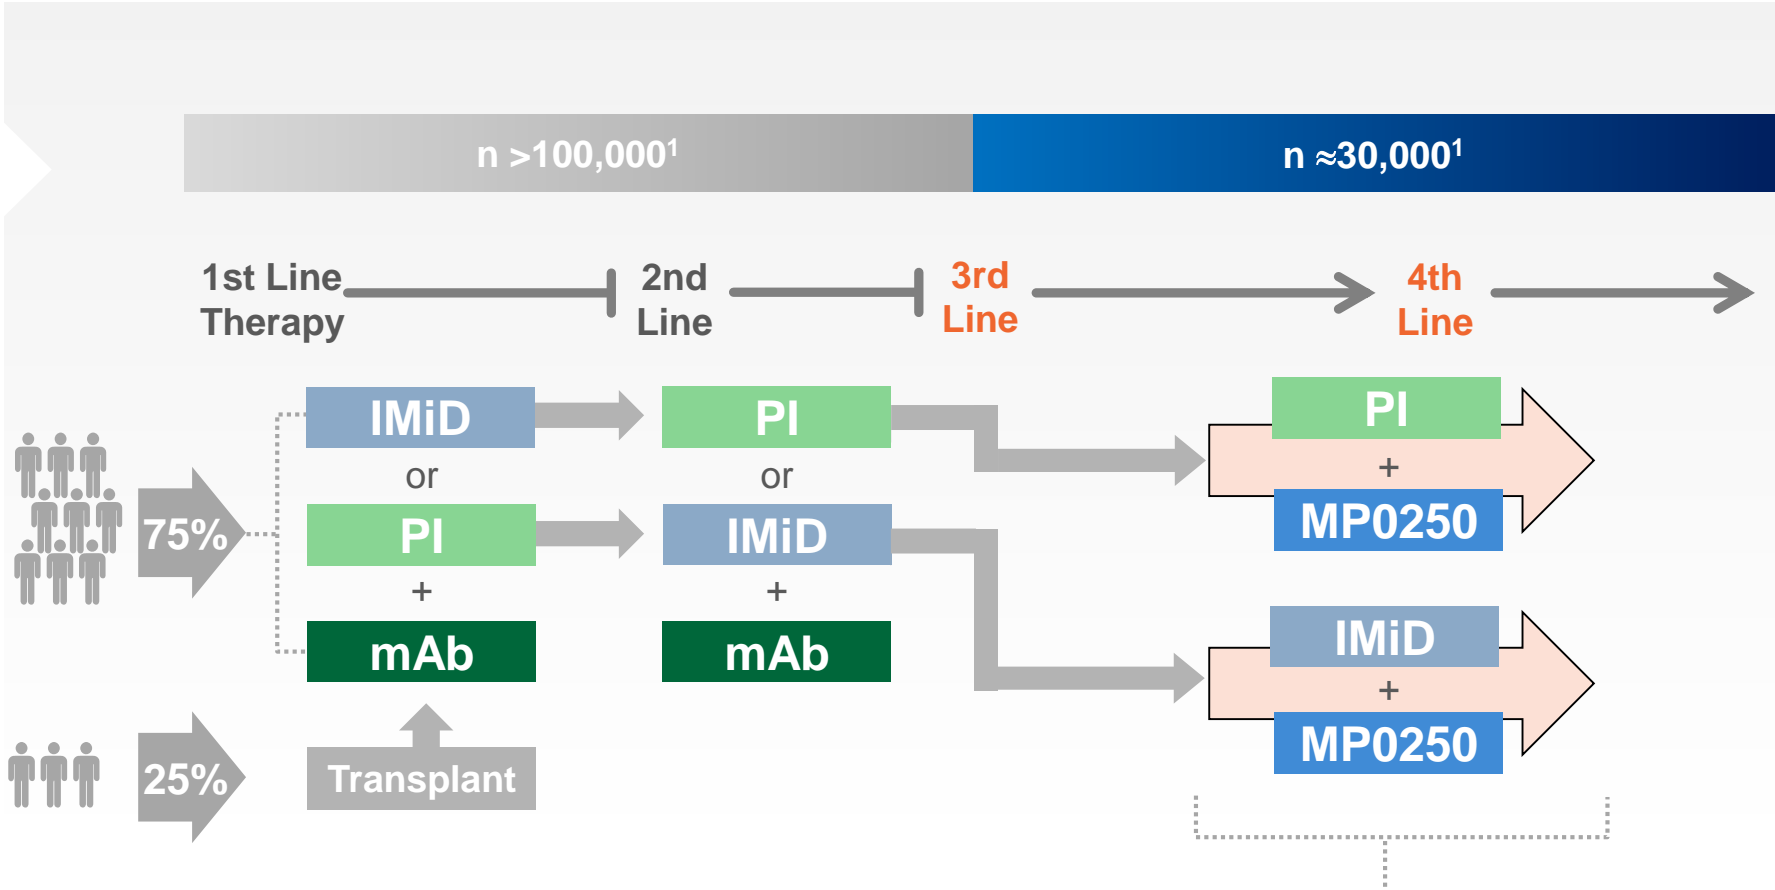 n >100,000¹
n ≈30,000¹
1st Line
Therapy
2nd
Line
3rd
Line
4th
Line
75%
IMiD
or
PI
+
mAb
PI
or
IMiD
+
mAb
PI
+
MP0250
IMiD
+
MP0250
25%
Transplant